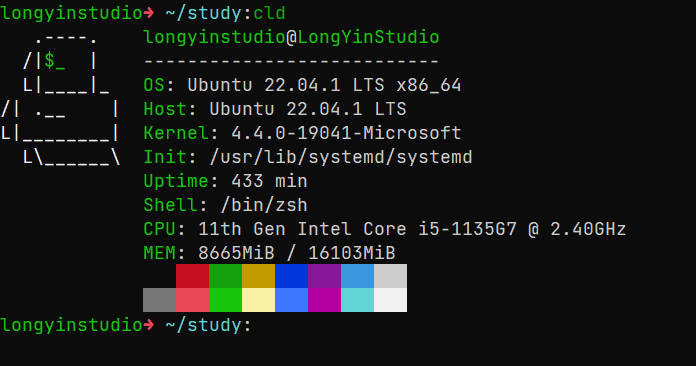 longyinstudio➜ ~/study:cld
   .----.    longyinstudio@LongYinStudio
  /|$_  |    ---------------------------
  L|____|_   OS: Ubuntu 22.04.1 LTS x86_64
/| .__    |  Host: Ubuntu 22.04.1 LTS
L|________|  Kernel: 4.4.0-19041-Microsoft
  L\______\  Init: /usr/lib/systemd/systemd
Uptime: 433 min
Shell: /bin/zsh
CPU: 11th Gen Intel Core i5-1135G7 @ 2.40GHz
MEM: 8665MiB / 16103MiB
longyinstudio➜ ~/study: